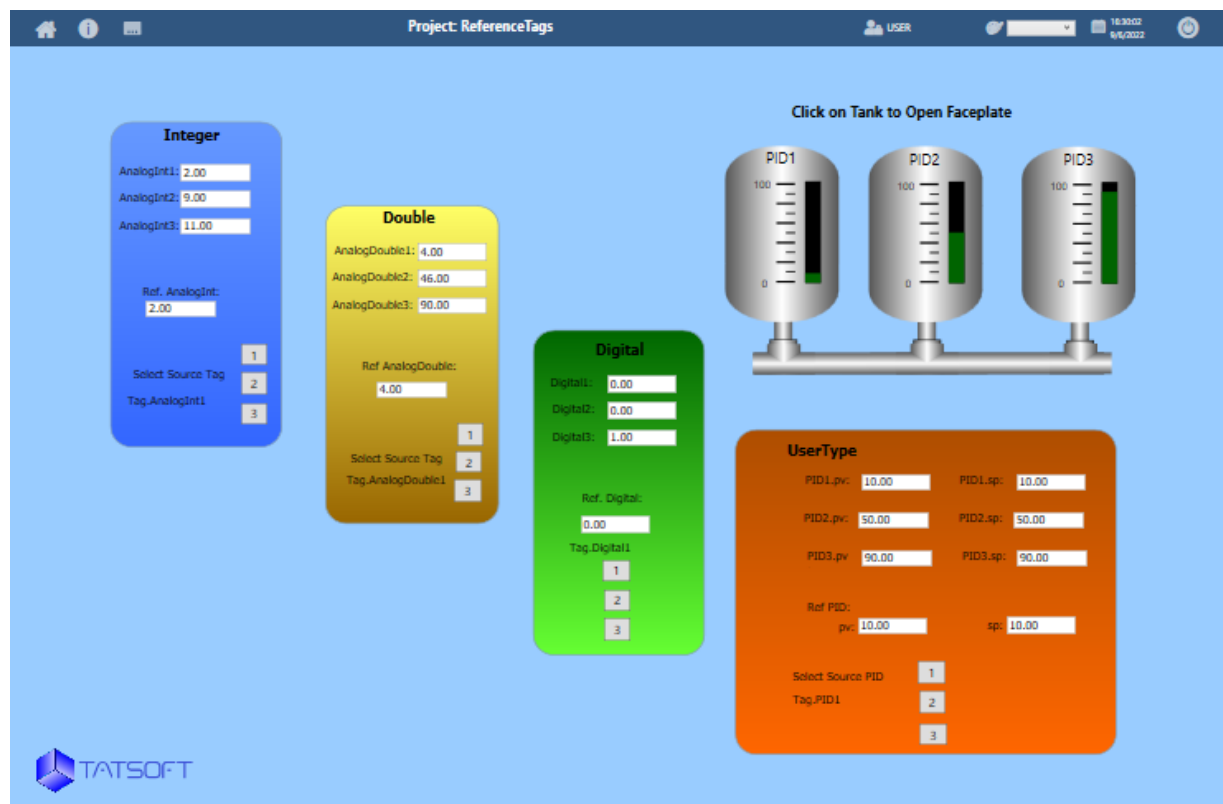 Project: ReferenceTags
USER
10:30:02
9/6/2022
Click on Tank to Open Faceplate
PID1
PID2
PID3
100
100
100
0
0
0
Integer
AnalogInt1: 2.00
AnalogInt2: 9.00
AnalogInt3: 11.00
Ref. AnalogInt:
2.00
1
Select Source Tag
2
Tag.AnalogInt1
3
Double
AnalogDouble1: 4.00
AnalogDouble2: 46.00
AnalogDouble3: 90.00
Ref AnalogDouble:
4.00
1
Select Source Tag
2
Tag.AnalogDouble1
3
Digital
Digital1: 0.00
Digital2: 0.00
Digital3: 1.00
Ref. Digital:
0.00
Tag.Digital1
1
2
3
UserType
PID1.pv: 10.00 PID1.sp: 10.00
PID2.pv: 50.00 PID2.sp: 50.00
PID3.pv 90.00 PID3.sp: 90.00
Ref PID:
pv: 10.00 sp: 10.00
Select Source PID
1
Tag.PID1
2
3
TATSOFT